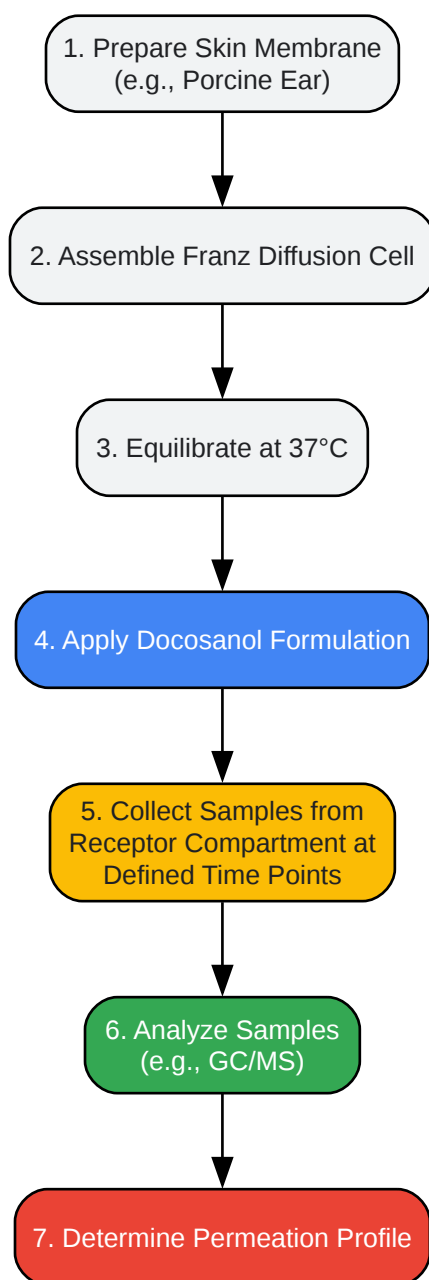 1. Prepare Skin Membrane
(e.g., Porcine Ear)
2. Assemble Franz Diffusion Cell
3. Equilibrate at 37°C
4. Apply Docosanol Formulation
5. Collect Samples from
Receptor Compartment at
Defined Time Points
6. Analyze Samples
(e.g., GC/MS)
7. Determine Permeation Profile